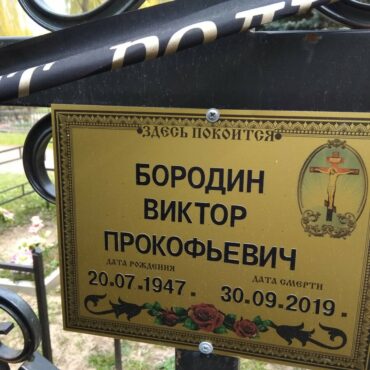 ЗДЕСЬ ПОКОИТСЯ
БОРОДИН
ВИКТОР
ПРОКОФЬЕВИЧ
ДАТА РОЖДЕНИЯ ДАТА СМЕРТИ
20.07.1947. 30.09.2019.